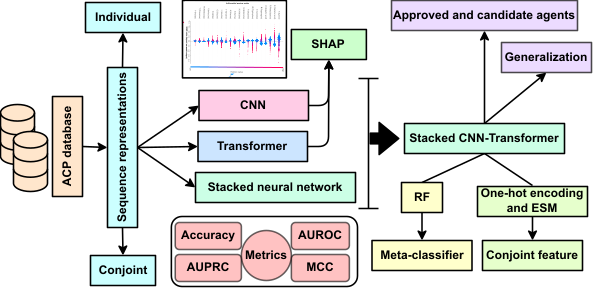 Individual
ACP database
Sequence representations
Conjoint
SHAP
CNN
Transformer
Stacked neural network
Accuracy
AUROC
Metrics
AUPRC
MCC
Approved and candidate agents
Generalization
Stacked CNN-Transformer
RF
One-hot encoding
and ESM
Meta-classifier
Conjoint feature